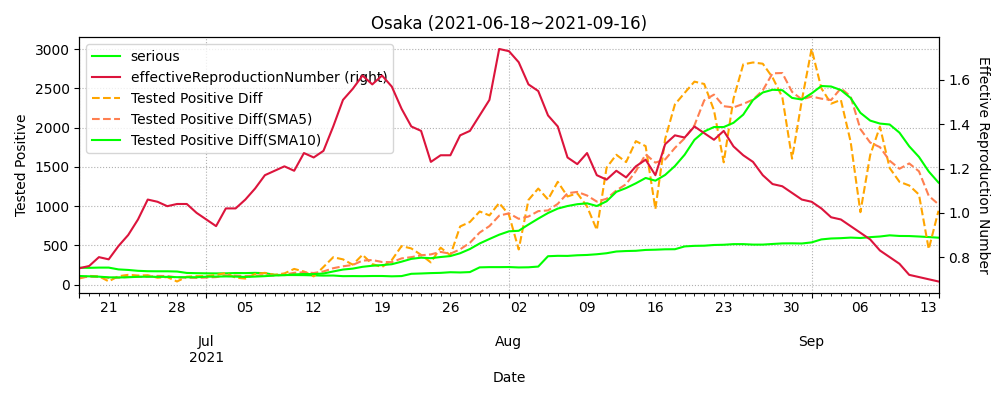 Osaka (2021-06-18~2021-09-16)
serious
effectiveReproductionNumber (right)
Tested Positive Diff
Tested Positive Diff(SMA5)
Tested Positive Diff(SMA10)
Tested Positive
3000
2500
2000
1500
1000
500
0
Effective Reproduction Number
1.6
1.4
1.2
1.0
0.8
21 28 05 12 19 26 02 09 16 23 30 06 13
Jul Aug Sep
2021
Date